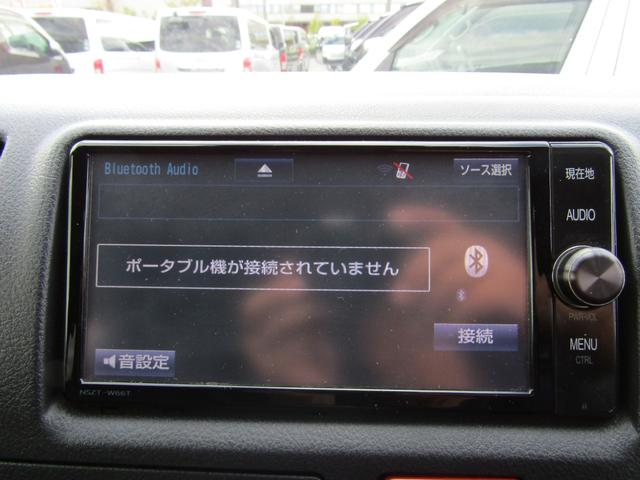 Bluetooth Audio
ソース選択
ポータブル機が接続されていません
接続
音設定
NSZT-W66T
現在地
AUDIO
PWR·VOL
MENU
CTRL